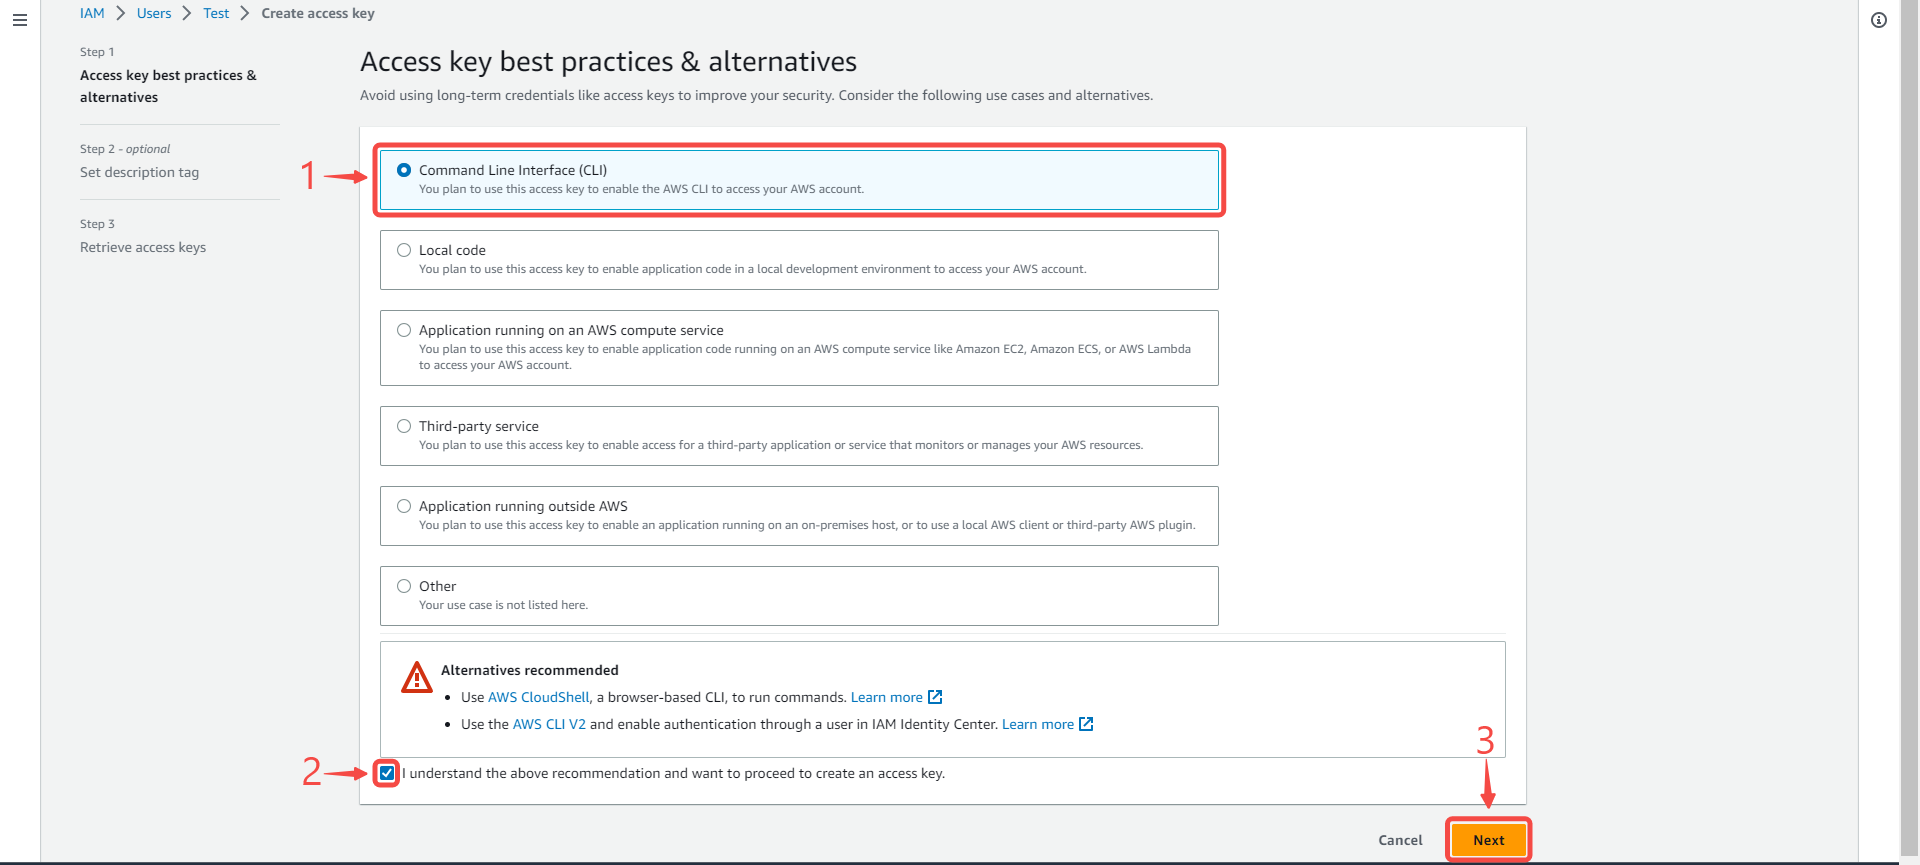 IAM > Users > Test > Create access key
Step 1
Access key best practices &
alternatives
Step 2 - optional
Set description tag
Step 3
Retrieve access keys
Access key best practices & alternatives
Avoid using long-term credentials like access keys to improve your security. Consider the following use cases and alternatives.
1
Command Line Interface (CLI)
You plan to use this access key to enable the AWS CLI to access your AWS account.
Local code
You plan to use this access key to enable application code in a local development environment to access your AWS account.
Application running on an AWS compute service
You plan to use this access key to enable application code running on an AWS compute service like Amazon EC2, Amazon ECS, or AWS Lambda
to access your AWS account.
Third-party service
You plan to use this access key to enable access for a third-party application or service that monitors or manages your AWS resources.
Application running outside AWS
You plan to use this access key to enable an application running on an on-premises host, or to use a local AWS client or third-party AWS plugin.
Other
Your use case is not listed here.
Alternatives recommended
• Use AWS CloudShell, a browser-based CLI, to run commands. Learn more
• Use the AWS CLI V2 and enable authentication through a user in IAM Identity Center. Learn more
2
I understand the above recommendation and want to proceed to create an access key.
3
Cancel
Next